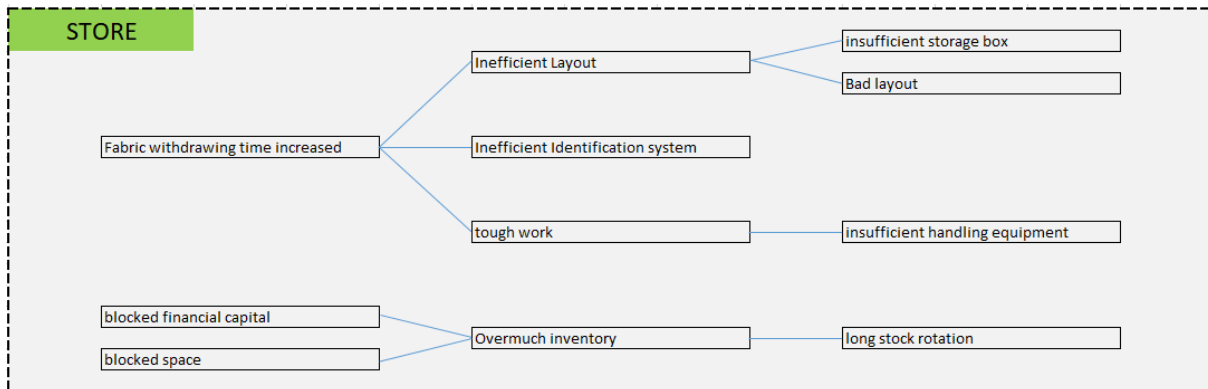 STORE
insufficient storage box
Inefficient Layout
Bad layout
Fabric withdrawing time increased
Inefficient Identification system
tough work
insufficient handling equipment
blocked financial capital
Overmuch inventory
long stock rotation
blocked space